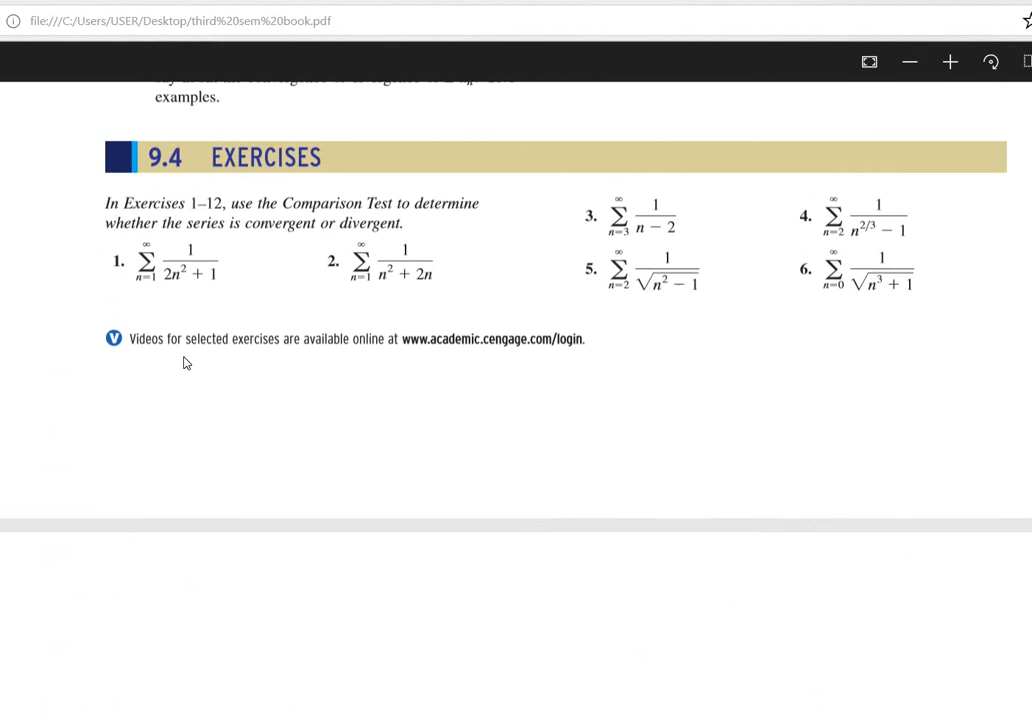 file:///C:/Users/USER/Desktop/third%20sem%20book.pdf
examples.
9.4 EXERCISES
In Exercises 1–12, use the Comparison Test to determine
whether the series is convergent or divergent.
1. ∞ Σ n=1 1 / (2n² + 1)
2. ∞ Σ n=1 1 / (n² + 2n)
3. ∞ Σ n=3 1 / (n − 2)
4. ∞ Σ n=2 1 / (n^2/3 − 1)
5. ∞ Σ n=2 1 / √(n² − 1)
6. ∞ Σ n=0 1 / √(n³ + 1)
V Videos for selected exercises are available online at www.academic.cengage.com/login.